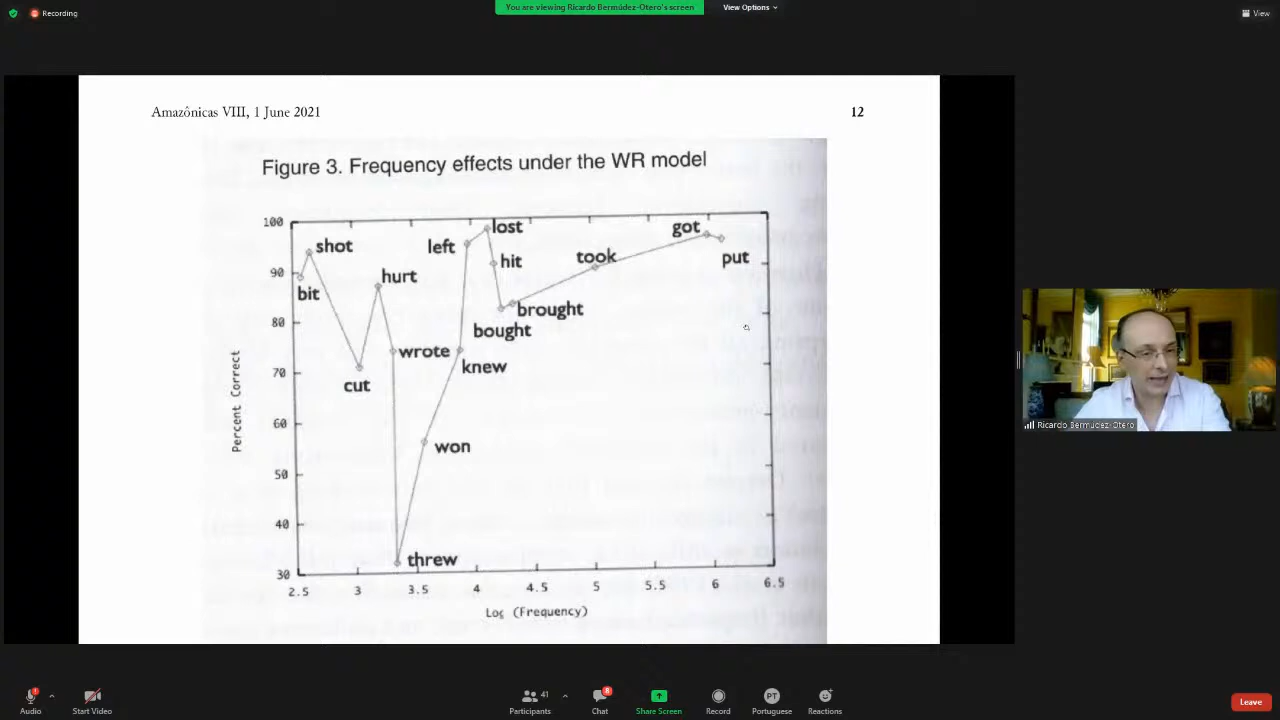 Recording
You are viewing Ricardo Bermúdez-Otero's screen
View Options
View
Amazônicas VIII, 1 June 2021
12
Figure 3. Frequency effects under the WR model
100
90
80
70
60
50
40
30
Percent Correct
shot
bit
hurt
cut
wrote
threw
won
knew
left
lost
hit
bought
brought
took
got
put
2.5 3 3.5 4 4.5 5 5.5 6 6.5
Log (Frequency)
Ricardo Bermúdez-Otero
Audio
Start Video
41
Participants
8
Chat
Share Screen
Record
PT
Portuguese
Reactions
Leave